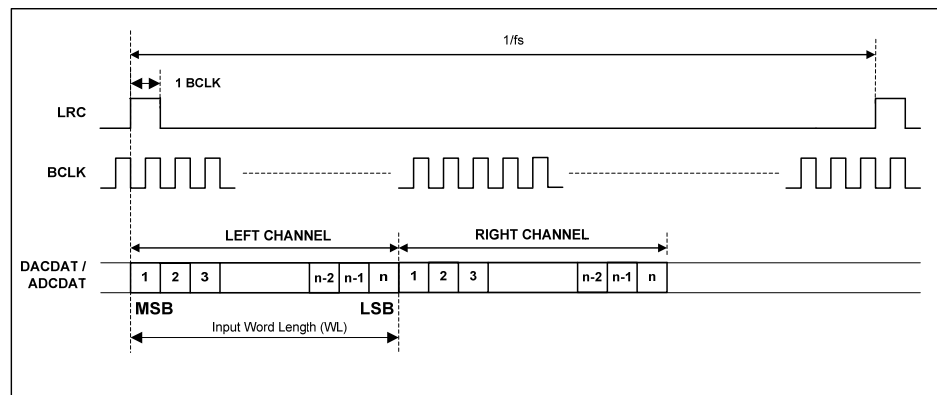 1/fs
1 BCLK
LRC
BCLK
LEFT CHANNEL
RIGHT CHANNEL
DACDAT /
ADCDAT
1 2 3 n-2 n-1 n 1 2 3 n-2 n-1 n
MSB LSB
Input Word Length (WL)